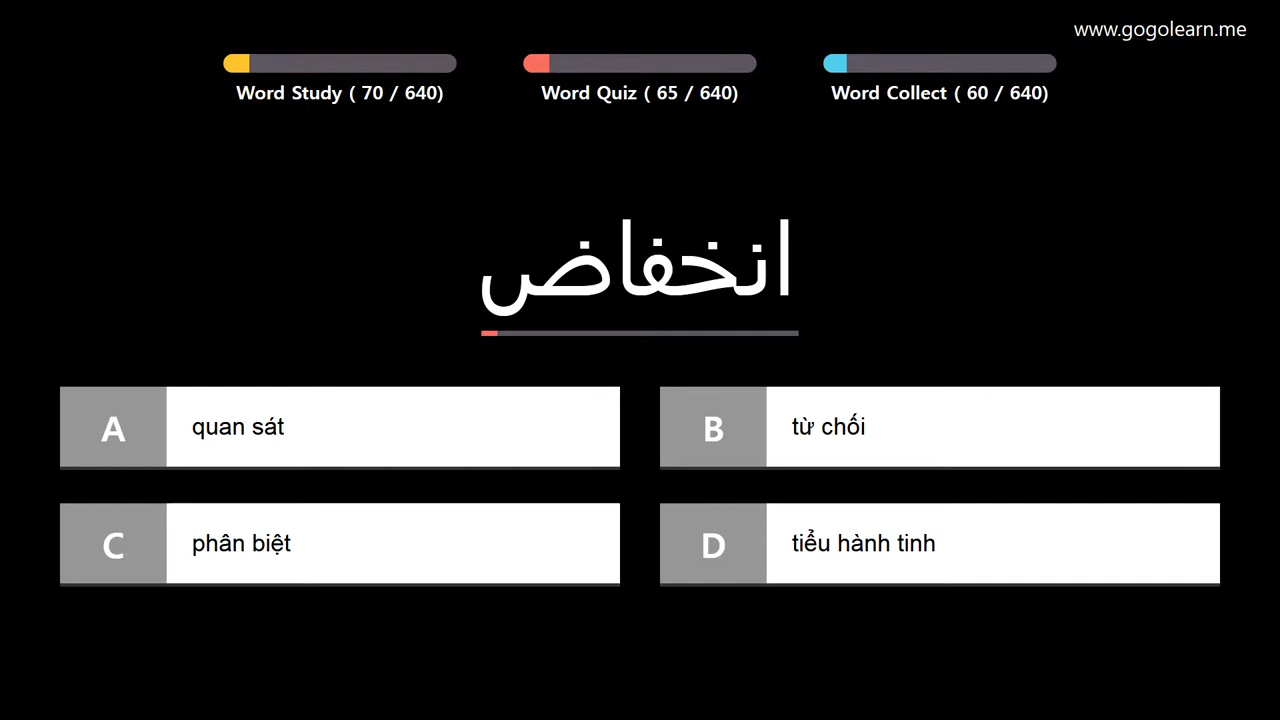 www.gogolearn.me
Word Study ( 70 / 640)
Word Quiz ( 65 / 640)
Word Collect ( 60 / 640)
انخفاض
A quan sát
B từ chối
C phân biệt
D tiểu hành tinh